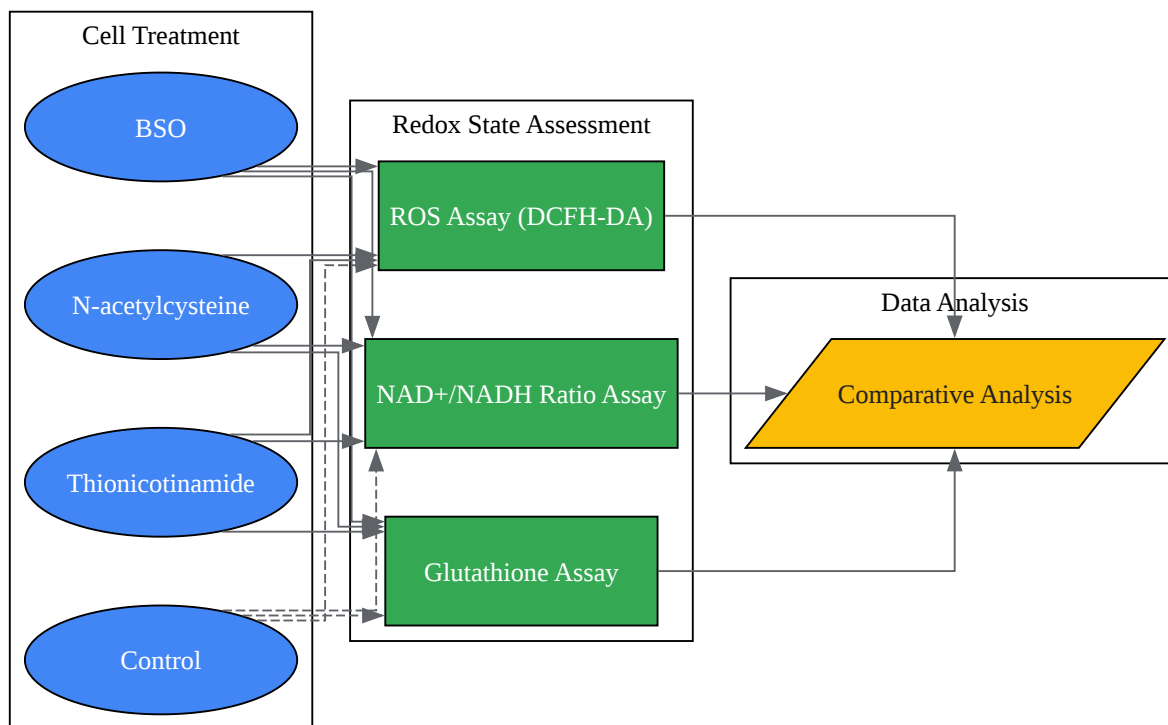 Cell Treatment
BSO
N-acetylcysteine
Thionicotinamide
Control
Redox State Assessment
ROS Assay (DCFH-DA)
NAD+/NADH Ratio Assay
Glutathione Assay
Data Analysis
Comparative Analysis